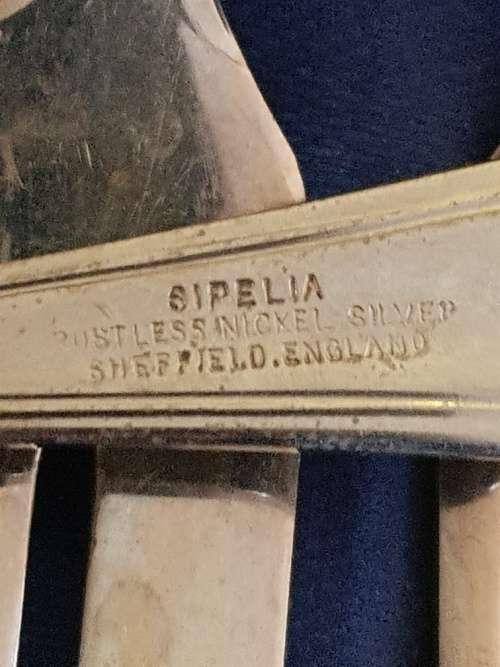 SIPELIA
RUSTLESS NICKEL SILVER
SHEFFIELD. ENGLAND